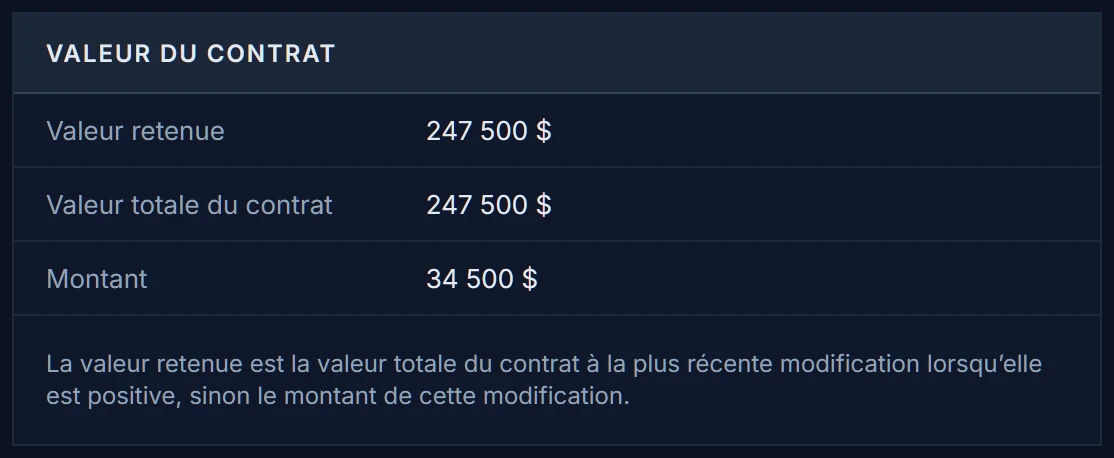 VALEUR DU CONTRAT
Valeur retenue 247 500 $
Valeur totale du contrat 247 500 $
Montant 34 500 $
La valeur retenue est la valeur totale du contrat à la plus récente modification lorsqu’elle
est positive, sinon le montant de cette modification.